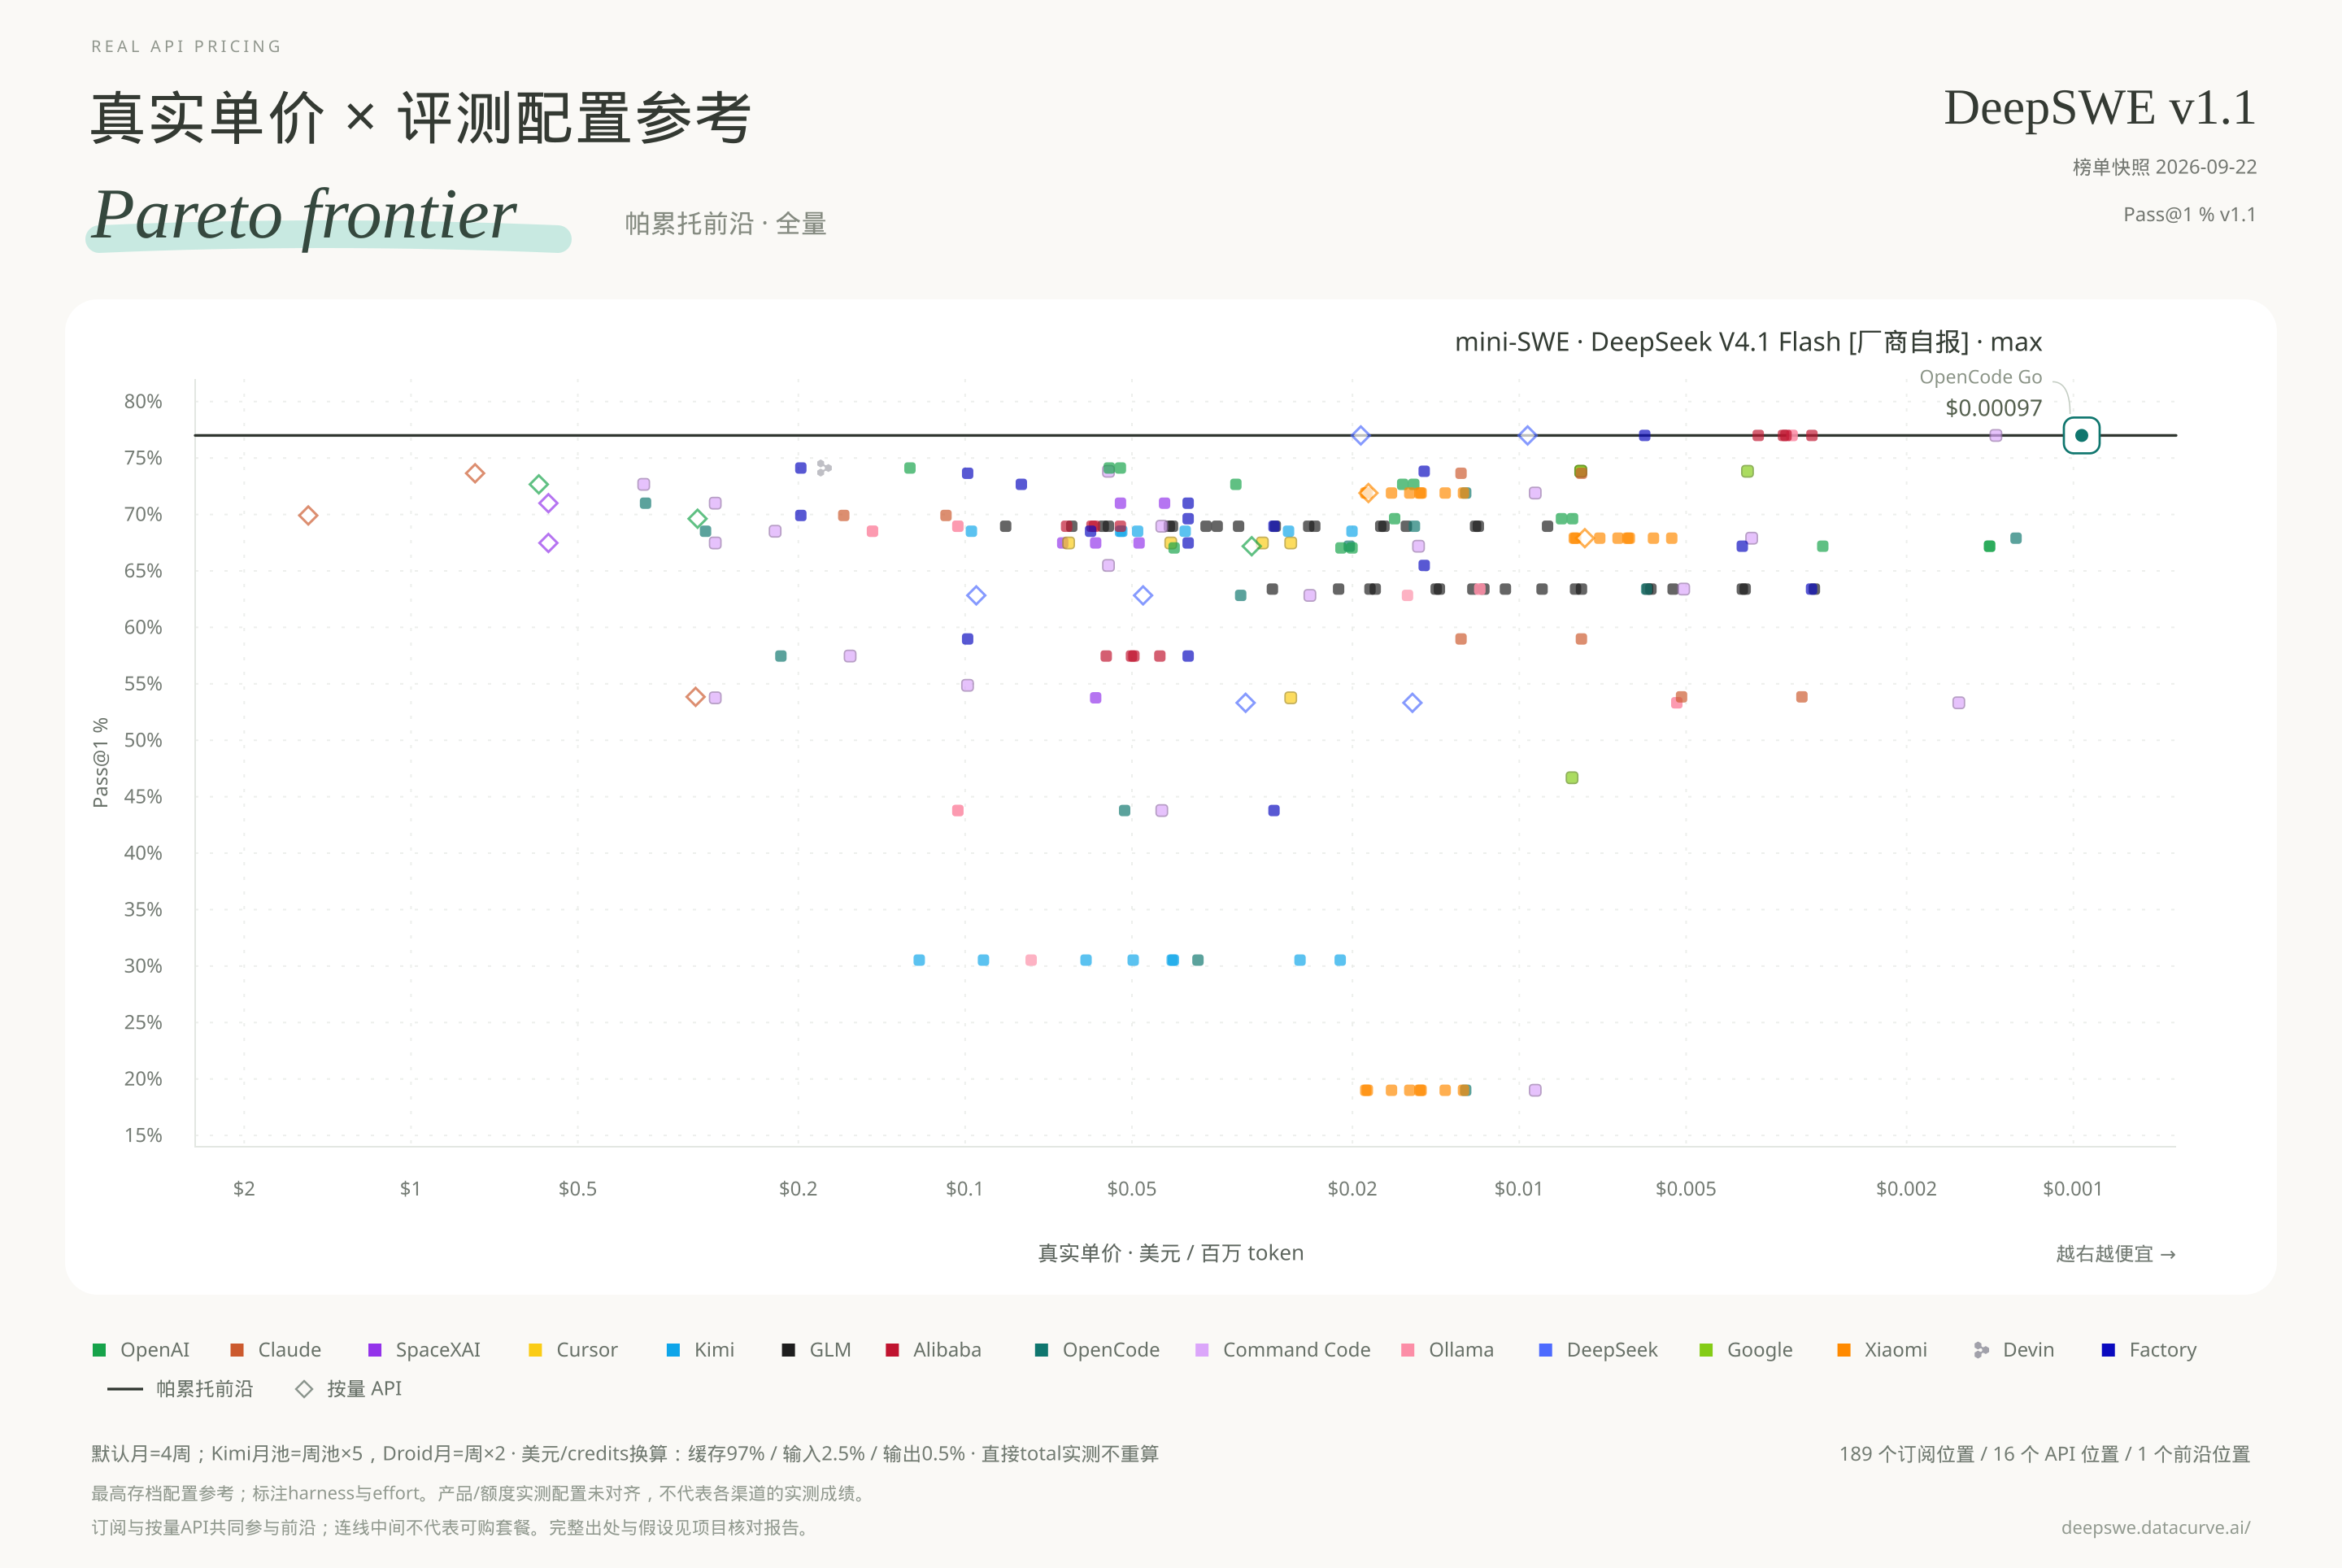 REAL API PRICING
真实单价 × 评测配置参考
DeepSWE v1.1
榜单快照 2026-09-22
Pareto frontier
帕累托前沿 · 全量
Pass@1 % v1.1
mini-SWE · DeepSeek V4.1 Flash [厂商自报] · max
OpenCode Go
$0.00097
80%
75%
70%
65%
60%
55%
50%
45%
40%
35%
30%
25%
20%
15%
Pass@1 %
$2 $1 $0.5 $0.2 $0.1 $0.05 $0.02 $0.01 $0.005 $0.002 $0.001
真实单价 · 美元 / 百万 token
越右越便宜 →
OpenAI Claude SpaceXAI Cursor Kimi GLM Alibaba OpenCode Command Code Ollama DeepSeek Google Xiaomi Devin Factory
帕累托前沿 按量 API
默认月=4周；Kimi月池=周池×5，Droid月=周×2 · 美元/credits换算：缓存97% / 输入2.5% / 输出0.5% · 直接total实测不重算
189 个订阅位置 / 16 个 API 位置 / 1 个前沿位置
最高存档配置参考；标注harness与effort。产品/额度实测配置未对齐，不代表各渠道的实测成绩。
订阅与按量API共同参与前沿；连线中间不代表可购套餐。完整出处与假设见项目核对报告。
deepswe.datacurve.ai/